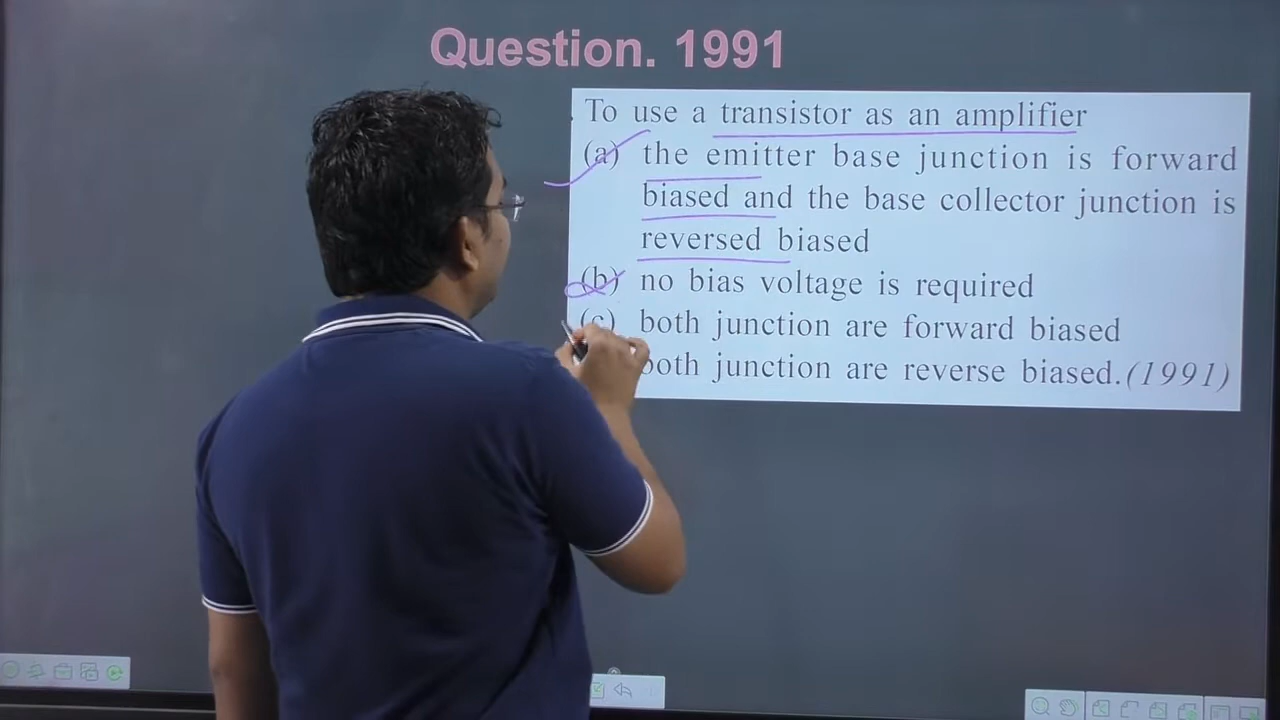 Question. 1991
To use a transistor as an amplifier
(a) the emitter base junction is forward
biased and the base collector junction is
reversed biased
(b) no bias voltage is required
(c) both junction are forward biased
both junction are reverse biased. (1991)